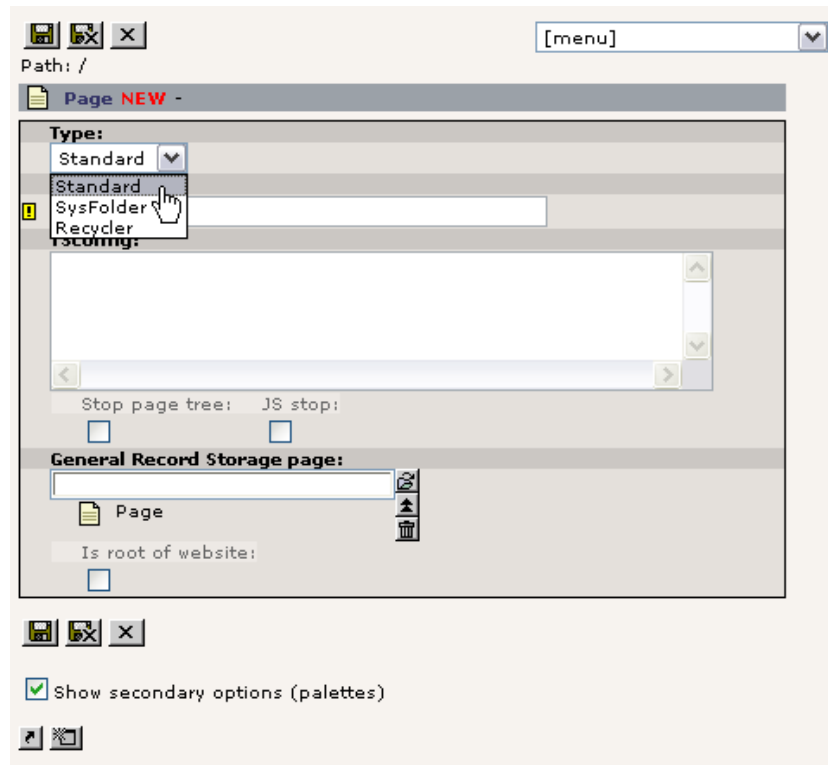 [menu]
Path: /
Page NEW -
Type:
Standard
Standard
SysFolder
Recycler
TSconfig:
Stop page tree: JS stop:
General Record Storage page:
Page
Is root of website:
Show secondary options (palettes)